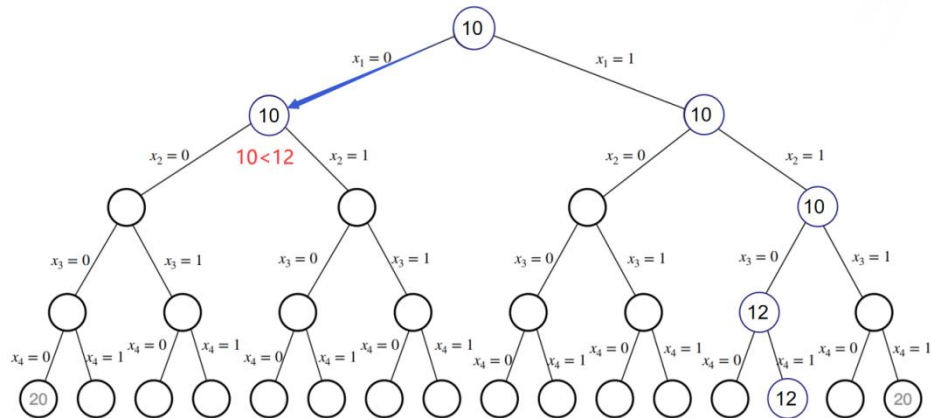 10
x₁ = 0
x₁ = 1
10
10
x₂ = 0
10<12
x₂ = 1
x₂ = 0
x₂ = 1
10
x₃ = 0
x₃ = 1
x₃ = 0
x₃ = 1
x₃ = 0
x₃ = 1
x₃ = 0
x₃ = 1
12
x₄ = 0
x₄ = 1
x₄ = 0
x₄ = 1
x₄ = 0
x₄ = 1
x₄ = 0
x₄ = 1
x₄ = 0
x₄ = 1
x₄ = 0
x₄ = 1
x₄ = 0
x₄ = 1
x₄ = 0
x₄ = 1
20
12
20